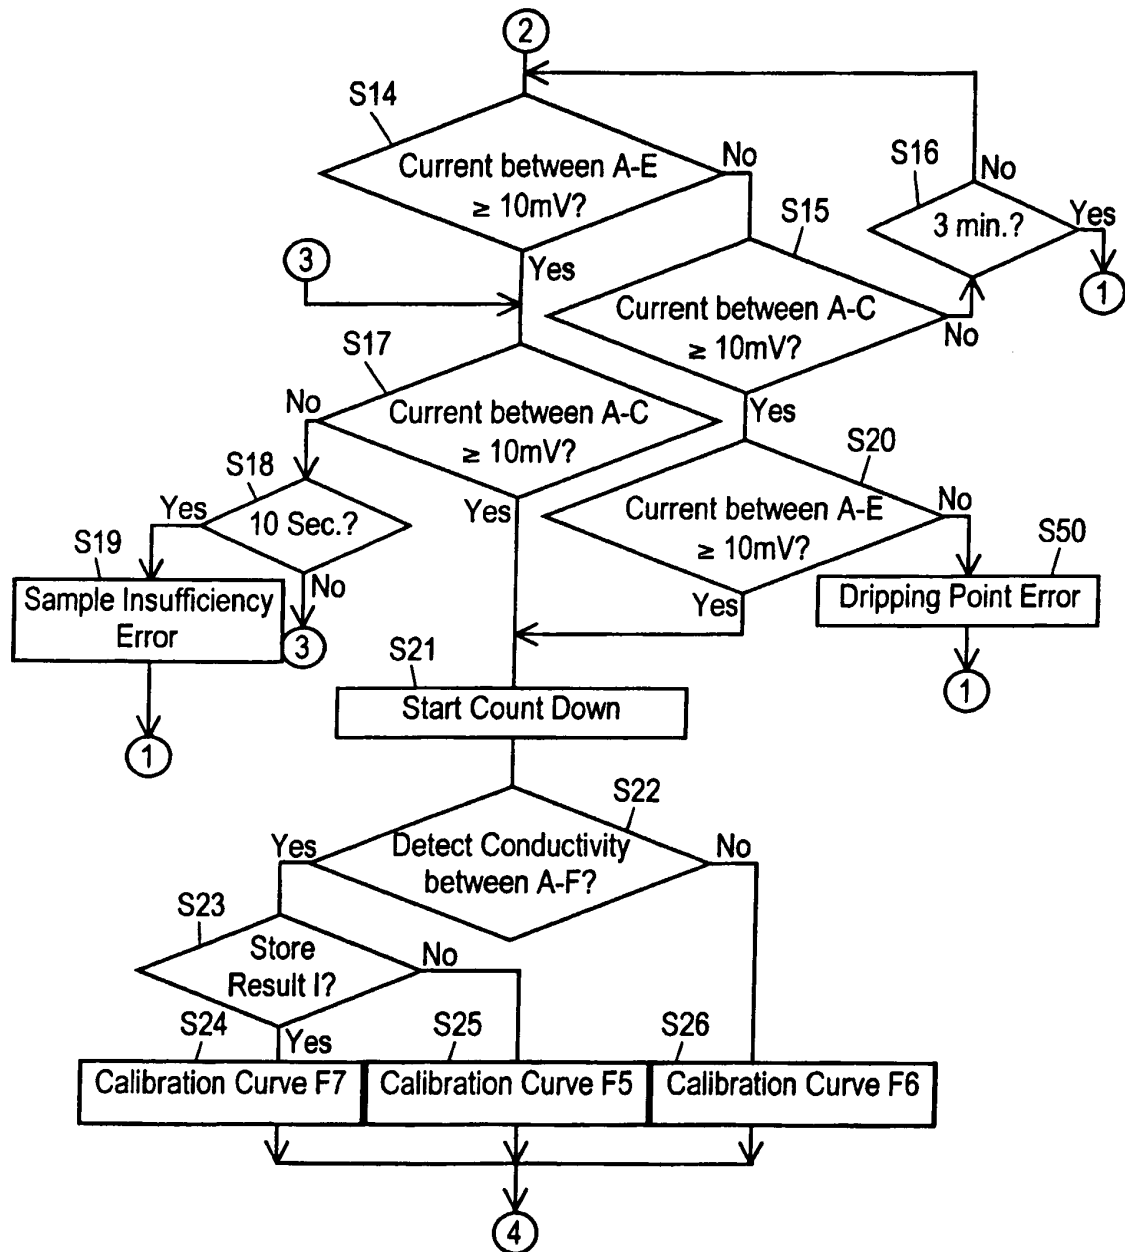 2
S14
Current between A-E
≥ 10mV?
No
Yes
S16
No
3 min.?
Yes
1
S15
Current between A-C
≥ 10mV?
No
Yes
3
S17
No
Current between A-C
≥ 10mV?
Yes
S18
Yes
10 Sec.?
No
3
S19
Sample Insufficiency
Error
1
S20
Current between A-E
≥ 10mV?
No
Yes
S50
Dripping Point Error
1
S21
Start Count Down
S22
Yes
Detect Conductivity
between A-F?
No
S23
Store
Result I?
No
Yes
S24
Calibration Curve F7
S25
Calibration Curve F5
S26
Calibration Curve F6
4